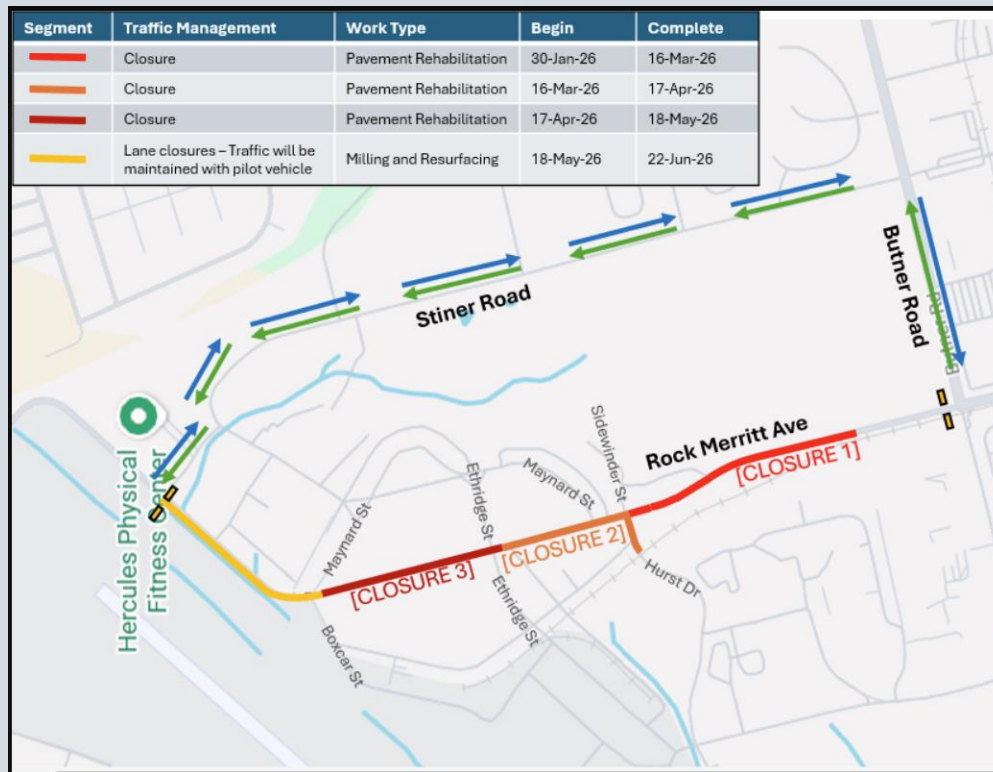 Segment Traffic Management Work Type Begin Complete
Closure Pavement Rehabilitation 30-Jan-26 16-Mar-26
Closure Pavement Rehabilitation 16-Mar-26 17-Apr-26
Closure Pavement Rehabilitation 17-Apr-26 18-May-26
Lane closures – Traffic will be
maintained with pilot vehicle
Milling and Resurfacing 18-May-26 22-Jun-26
Stiner Road
Butner Road
Butner Rd
Rock Merritt Ave
[CLOSURE 1]
Sidewinder St
Maynard St
[CLOSURE 2]
Hurst Dr
Ethridge St
Ethridge St
[CLOSURE 3]
Maynard St
Boxcar St
Hercules Physical
Fitness Center